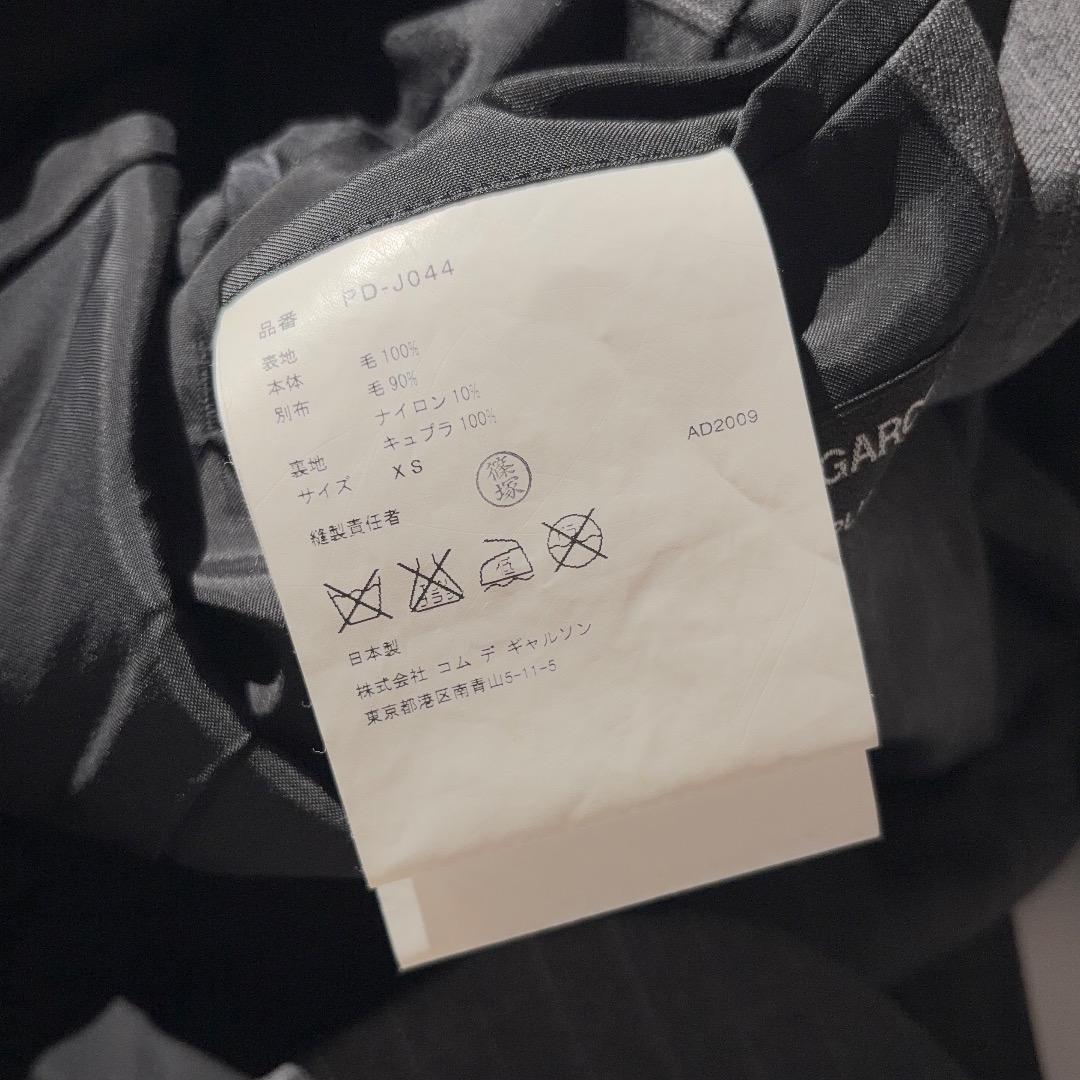 品番 PD-J044
表地
本体 毛 100%
別布 毛 90%
ナイロン 10%
裏地 キュプラ 100%
サイズ XS
AD2009
縫製責任者 篠塚
日本製
株式会社 コム デ ギャルソン
東京都港区南青山5-11-5
GARÇ